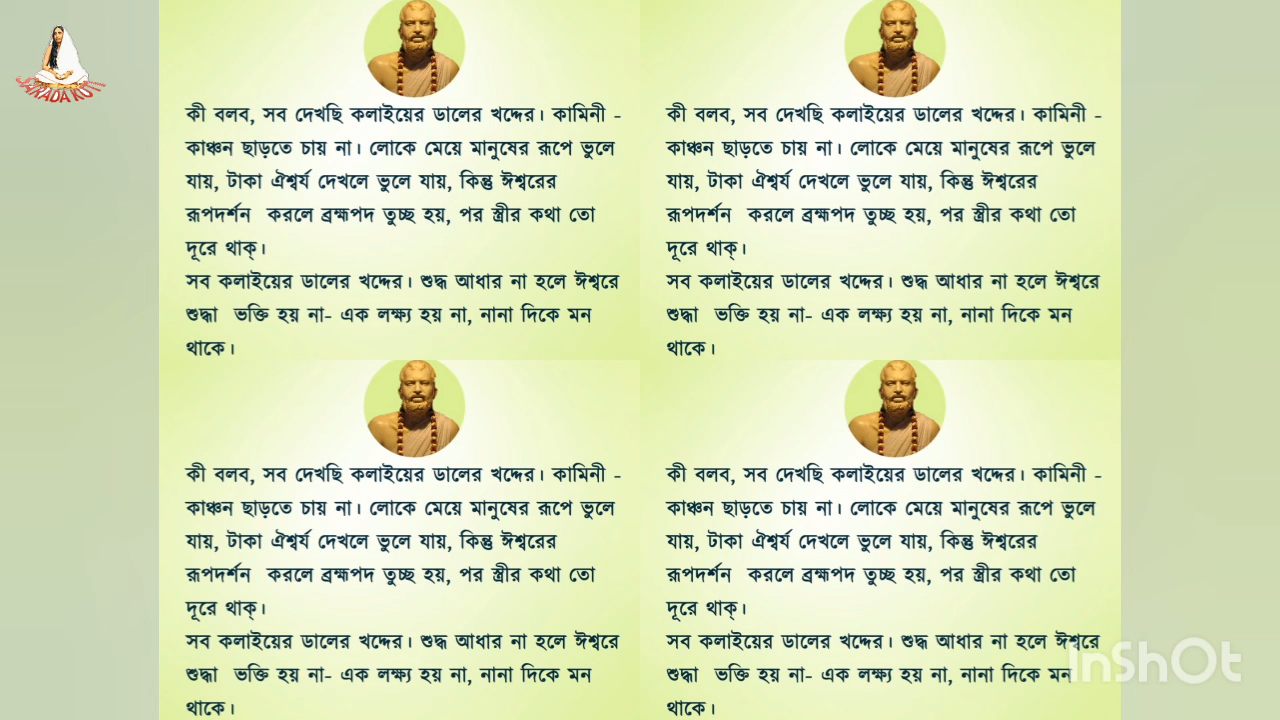 SARADA KUTI
কী বলব, সব দেখছি কলাইয়ের ডালের খদ্দের। কামিনী -
কাঞ্চন ছাড়তে চায় না। লোকে মেয়ে মানুষের রূপে ভুলে
যায়, টাকা ঐশ্বর্য দেখলে ভুলে যায়, কিন্তু ঈশ্বরের
রূপদর্শন করলে ব্রহ্মপদ তুচ্ছ হয়, পর স্ত্রীর কথা তো
দূরে থাক্।
সব কলাইয়ের ডালের খদ্দের। শুদ্ধ আধার না হলে ঈশ্বরে
শুদ্ধা ভক্তি হয় না- এক লক্ষ্য হয় না, নানা দিকে মন
থাকে।
কী বলব, সব দেখছি কলাইয়ের ডালের খদ্দের। কামিনী -
কাঞ্চন ছাড়তে চায় না। লোকে মেয়ে মানুষের রূপে ভুলে
যায়, টাকা ঐশ্বর্য দেখলে ভুলে যায়, কিন্তু ঈশ্বরের
রূপদর্শন করলে ব্রহ্মপদ তুচ্ছ হয়, পর স্ত্রীর কথা তো
দূরে থাক্।
সব কলাইয়ের ডালের খদ্দের। শুদ্ধ আধার না হলে ঈশ্বরে
শুদ্ধা ভক্তি হয় না- এক লক্ষ্য হয় না, নানা দিকে মন
থাকে।
কী বলব, সব দেখছি কলাইয়ের ডালের খদ্দের। কামিনী -
কাঞ্চন ছাড়তে চায় না। লোকে মেয়ে মানুষের রূপে ভুলে
যায়, টাকা ঐশ্বর্য দেখলে ভুলে যায়, কিন্তু ঈশ্বরের
রূপদর্শন করলে ব্রহ্মপদ তুচ্ছ হয়, পর স্ত্রীর কথা তো
দূরে থাক্।
সব কলাইয়ের ডালের খদ্দের। শুদ্ধ আধার না হলে ঈশ্বরে
শুদ্ধা ভক্তি হয় না- এক লক্ষ্য হয় না, নানা দিকে মন
থাকে।
কী বলব, সব দেখছি কলাইয়ের ডালের খদ্দের। কামিনী -
কাঞ্চন ছাড়তে চায় না। লোকে মেয়ে মানুষের রূপে ভুলে
যায়, টাকা ঐশ্বর্য দেখলে ভুলে যায়, কিন্তু ঈশ্বরের
রূপদর্শন করলে ব্রহ্মপদ তুচ্ছ হয়, পর স্ত্রীর কথা তো
দূরে থাক্।
সব কলাইয়ের ডালের খদ্দের। শুদ্ধ আধার না হলে ঈশ্বরে
শুদ্ধা ভক্তি হয় না- এক লক্ষ্য হয় না, নানা দিকে মন
থাকে।
InShOt